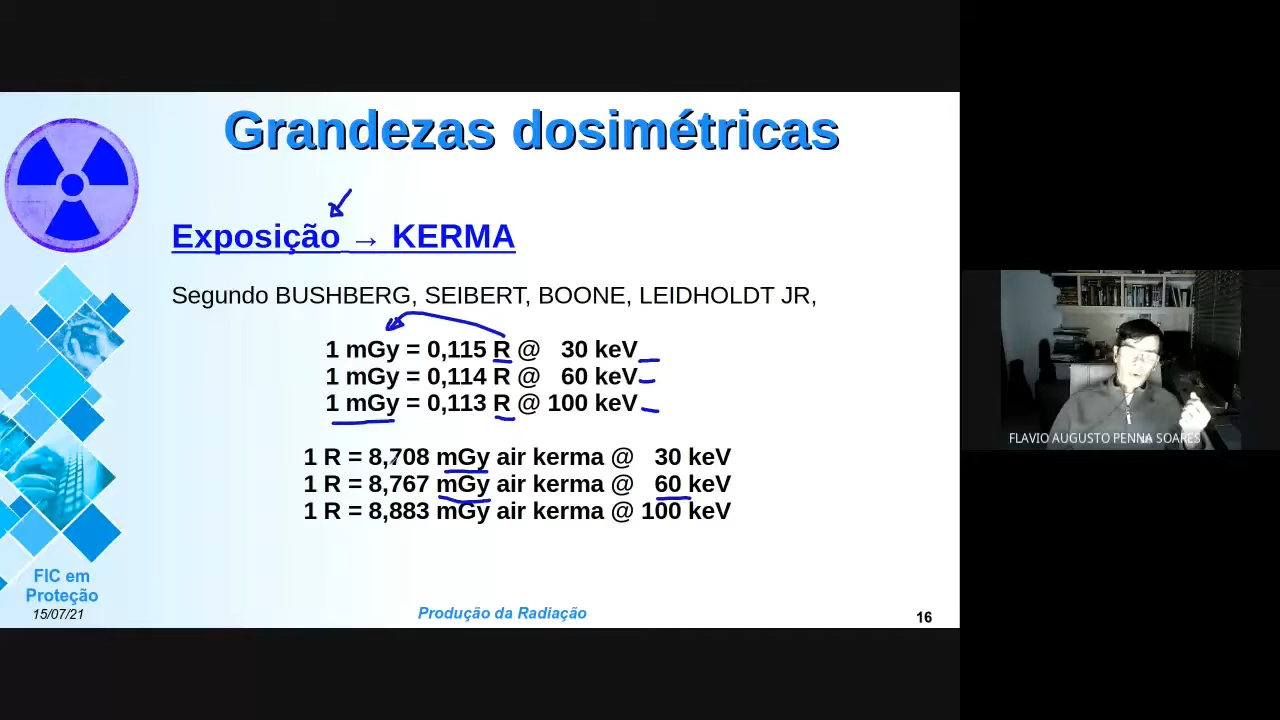 Grandezas dosimétricas
Exposição → KERMA
Segundo BUSHBERG, SEIBERT, BOONE, LEIDHOLDT JR,
1 mGy = 0,115 R @ 30 keV
1 mGy = 0,114 R @ 60 keV
1 mGy = 0,113 R @ 100 keV
1 R = 8,708 mGy air kerma @ 30 keV
1 R = 8,767 mGy air kerma @ 60 keV
1 R = 8,883 mGy air kerma @ 100 keV
FIC em
Proteção
15/07/21
Produção da Radiação
16
FLAVIO AUGUSTO PENNA SOARES